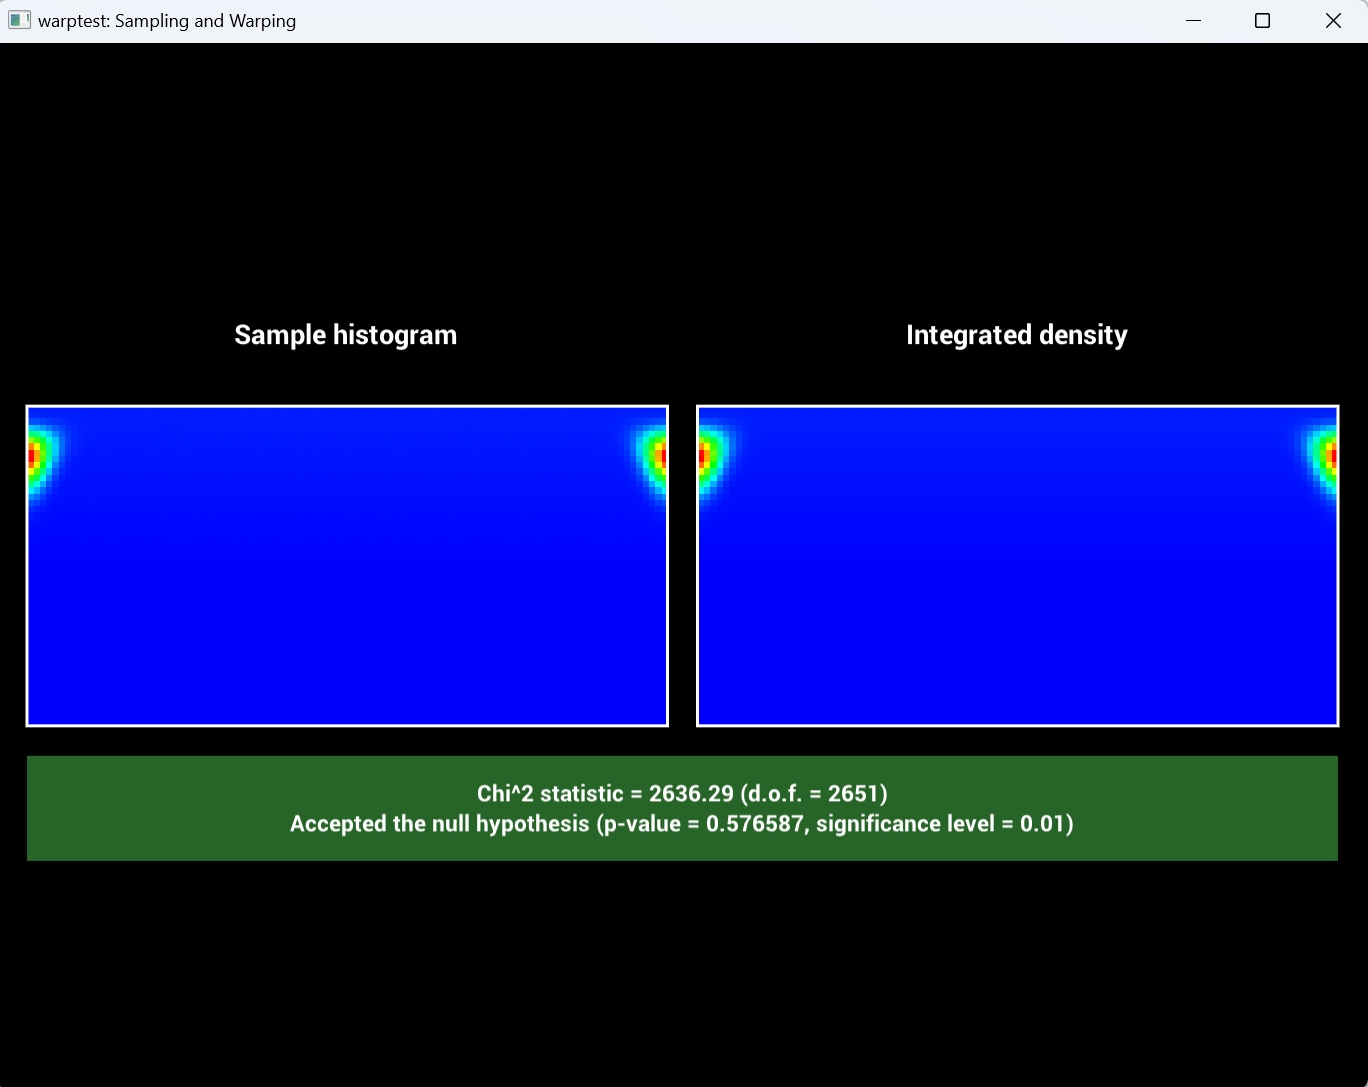 warptest: Sampling and Warping
Sample histogram
Integrated density
Chi^2 statistic = 2636.29 (d.o.f. = 2651)
Accepted the null hypothesis (p-value = 0.576587, significance level = 0.01)